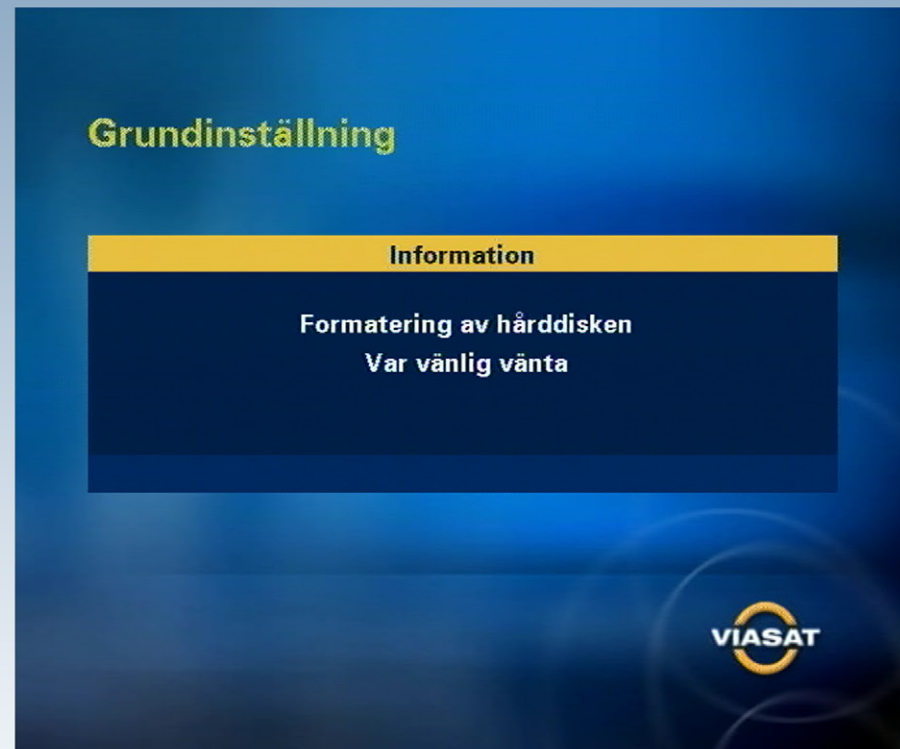 Grundinställning
Information
Formatering av hårddisken
Var vänlig vänta
VIASAT